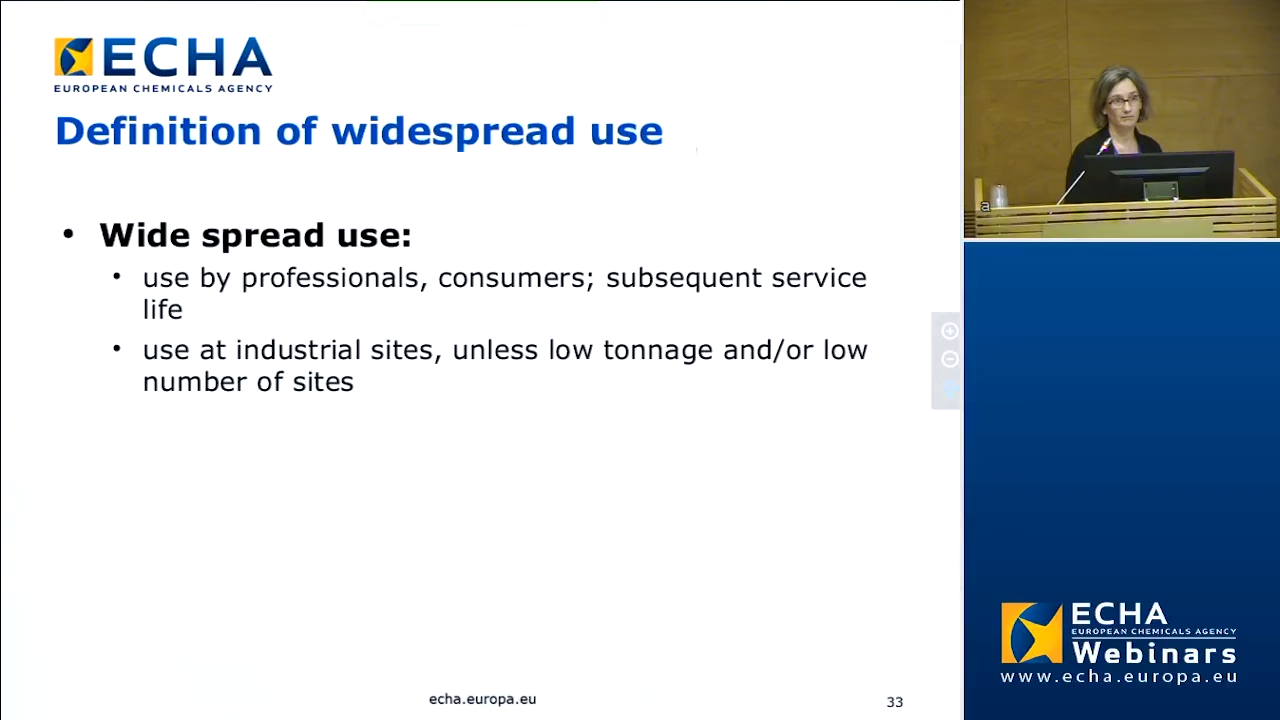 ECHA
EUROPEAN CHEMICALS AGENCY
Definition of widespread use
• Wide spread use:
• use by professionals, consumers; subsequent service
life
• use at industrial sites, unless low tonnage and/or low
number of sites
echa.europa.eu
33
a
ECHA
EUROPEAN CHEMICALS AGENCY
Webinars
www.echa.europa.eu